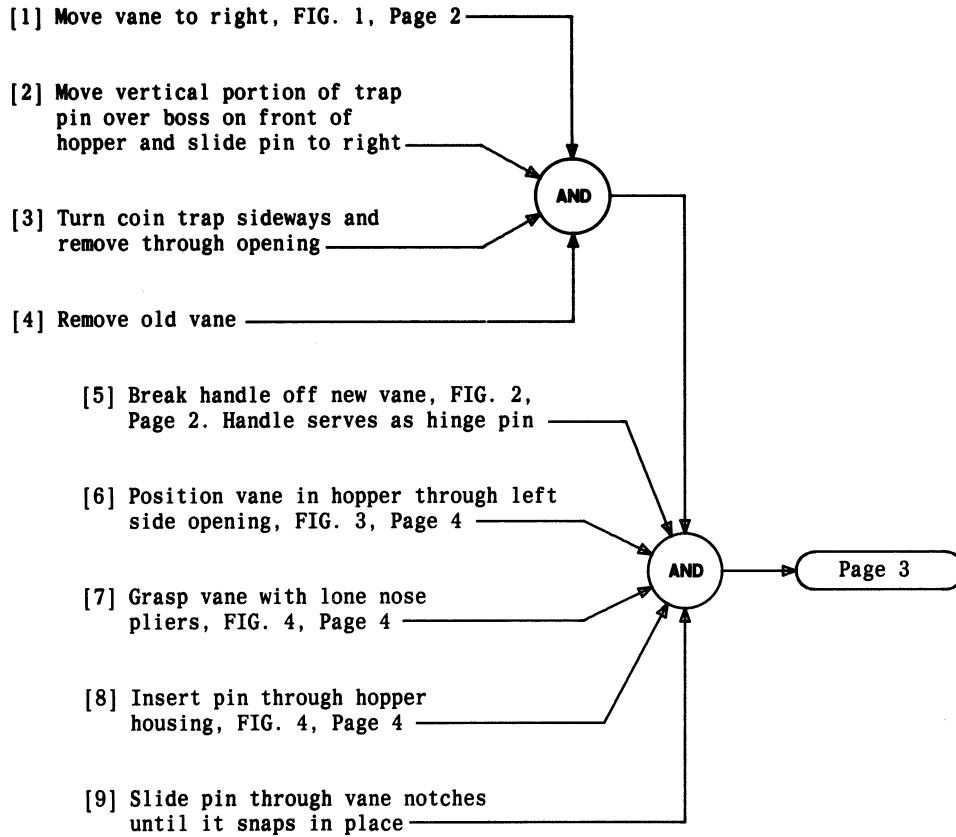 [1] Move vane to right, FIG. 1, Page 2
[2] Move vertical portion of trap
pin over boss on front of
hopper and slide pin to right
AND
[3] Turn coin trap sideways and
remove through opening
[4] Remove old vane
[5] Break handle off new vane, FIG. 2,
Page 2. Handle serves as hinge pin
[6] Position vane in hopper through left
side opening, FIG. 3, Page 4
AND
Page 3
[7] Grasp vane with lone nose
pliers, FIG. 4, Page 4
[8] Insert pin through hopper
housing, FIG. 4, Page 4
[9] Slide pin through vane notches
until it snaps in place